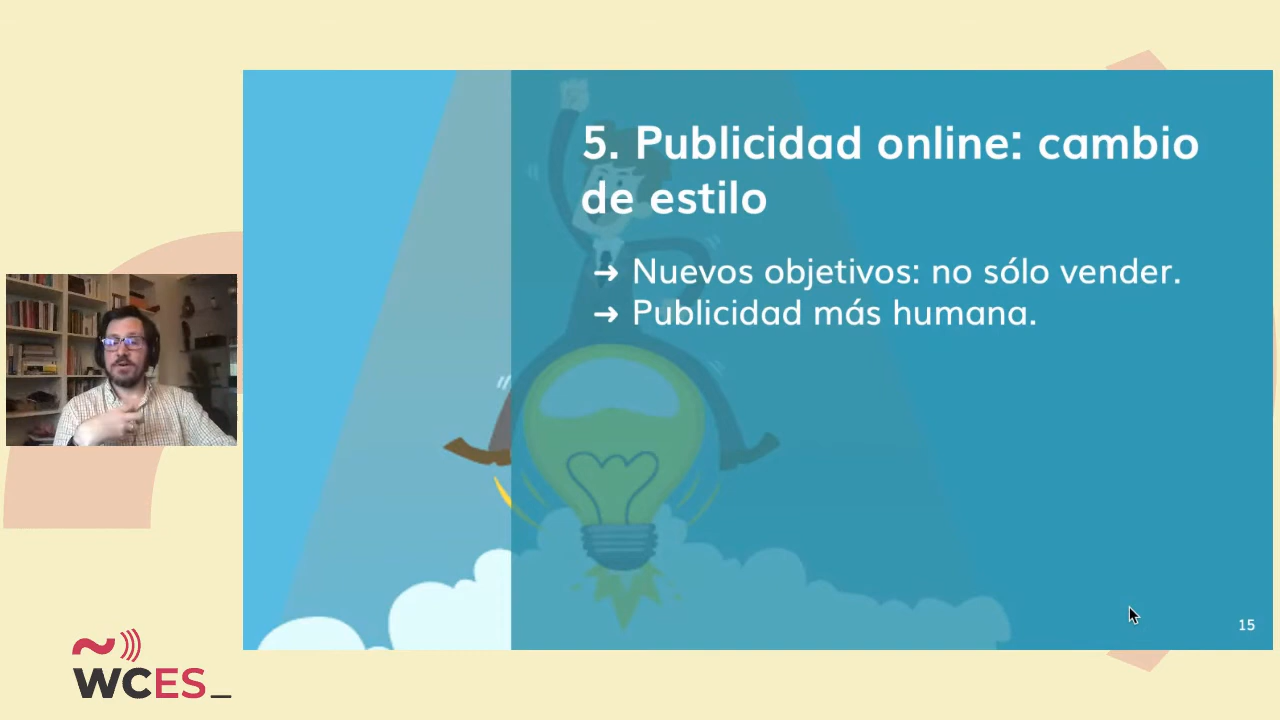 5. Publicidad online: cambio
de estilo
➜ Nuevos objetivos: no sólo vender.
➜ Publicidad más humana.
15
WCES_